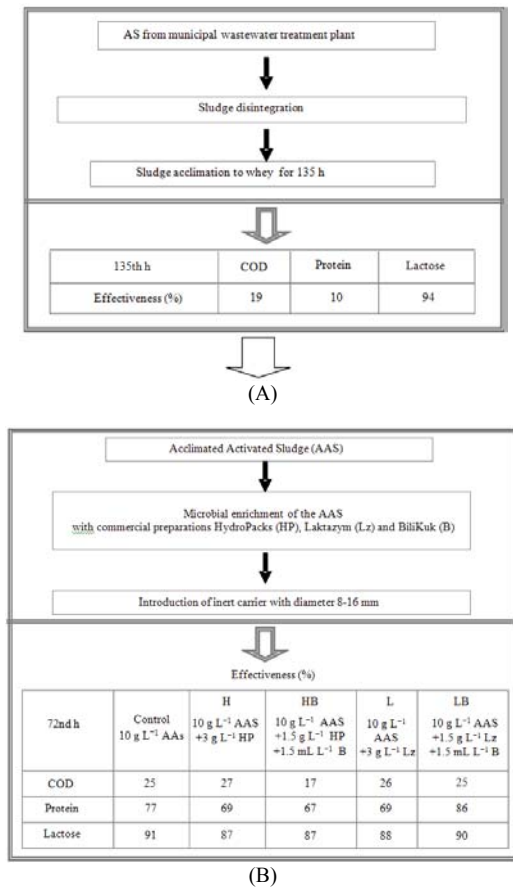 AS from municipal wastewater treatment plant
Sludge disintegration
Sludge acclimation to whey for 135 h
135th h COD Protein Lactose
Effectiveness (%) 19 10 94
(A)
Acclimated Activated Sludge (AAS)
Microbial enrichment of the AAS
with commercial preparations HydroPacks (HP), Laktazym (Lz) and BiliKuk (B)
Introduction of inert carrier with diameter 8-16 mm
Effectiveness (%)
72nd h
Control
10 g L⁻¹ AAs
H
10 g L⁻¹ AAS
+3 g L⁻¹ HP
HB
10 g L⁻¹ AAS
+1.5 g L⁻¹ HP
+1.5 mL L⁻¹ B
L
10 g L⁻¹
AAS
+3 g L⁻¹ Lz
LB
10 g L⁻¹ AAS
+1.5 g L⁻¹ Lz
+1.5 mL L⁻¹ B
COD 25 27 17 26 25
Protein 77 69 67 69 86
Lactose 91 87 87 88 90
(B)